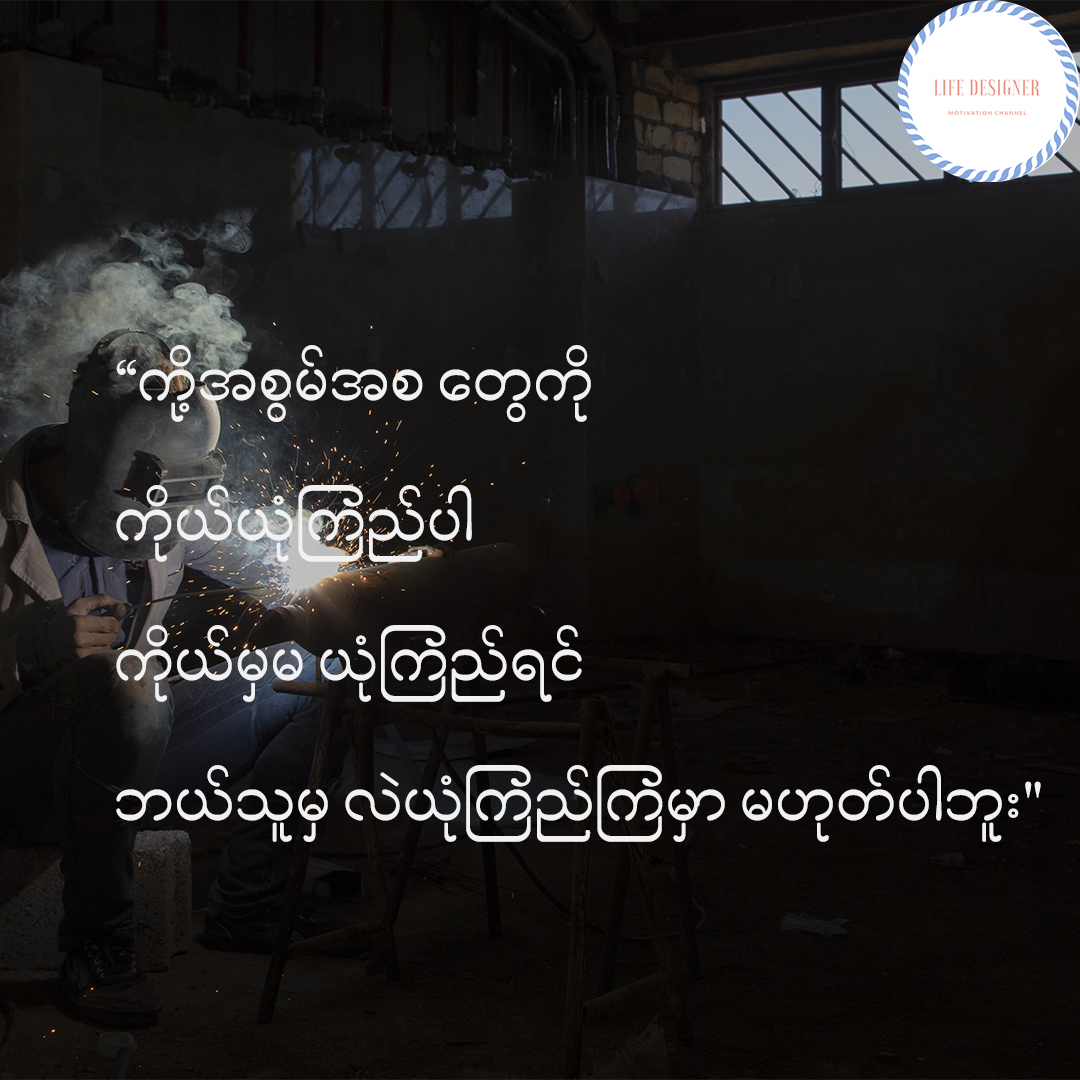 LIFE DESIGNER
MOTIVATION CHANNEL
“ကို့အစွမ်အစ တွေကို
ကိုယ်ယုံကြည်ပါ
ကိုယ်မှမ ယုံကြည်ရင်
ဘယ်သူမှ လဲယုံကြည်ကြမှာ မဟုတ်ပါဘူး"